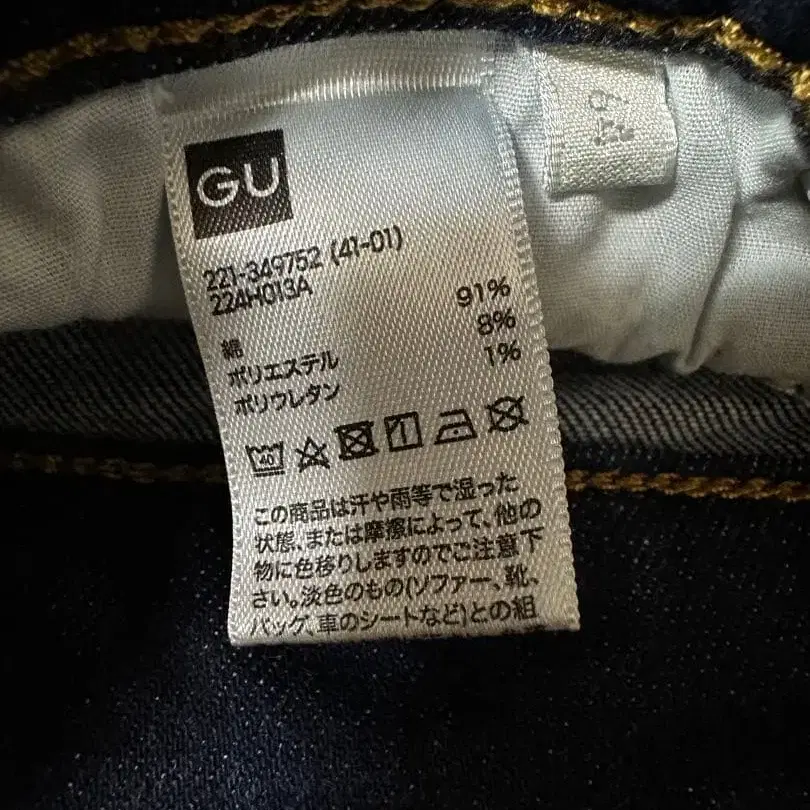 GU
221-349752 (41-01)
224H013A
綿 91%
ポリエステル 8%
ポリウレタン 1%
40
この商品は汗や雨等で湿った
状態、または摩擦によって、他の
物に色移りしますのでご注意下
さい。淡色のもの(ソファー、靴、
バッグ、車のシートなど)との組